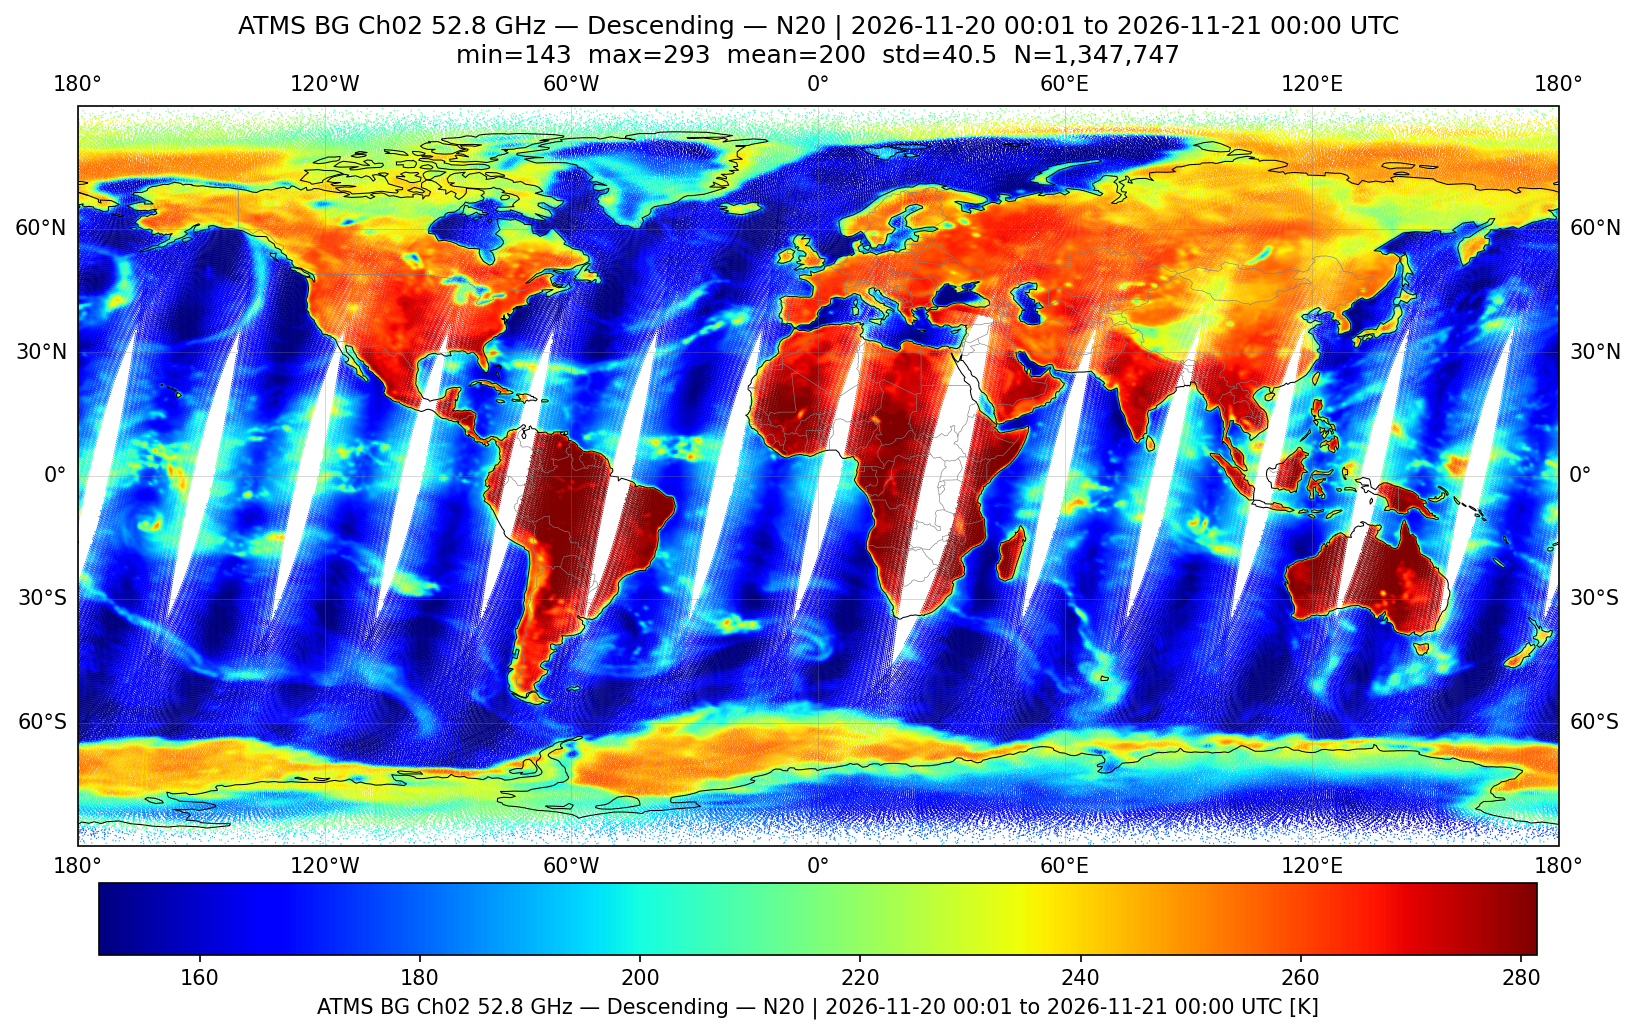 ATMS BG Ch02 52.8 GHz — Descending — N20 | 2026-11-20 00:01 to 2026-11-21 00:00 UTC
min=143  max=293  mean=200  std=40.5  N=1,347,747
180° 120°W 60°W 0° 60°E 120°E 180°
60°N 60°N
30°N 30°N
0° 0°
30°S 30°S
60°S 60°S
180° 120°W 60°W 0° 60°E 120°E 180°
160 180 200 220 240 260 280
ATMS BG Ch02 52.8 GHz — Descending — N20 | 2026-11-20 00:01 to 2026-11-21 00:00 UTC [K]